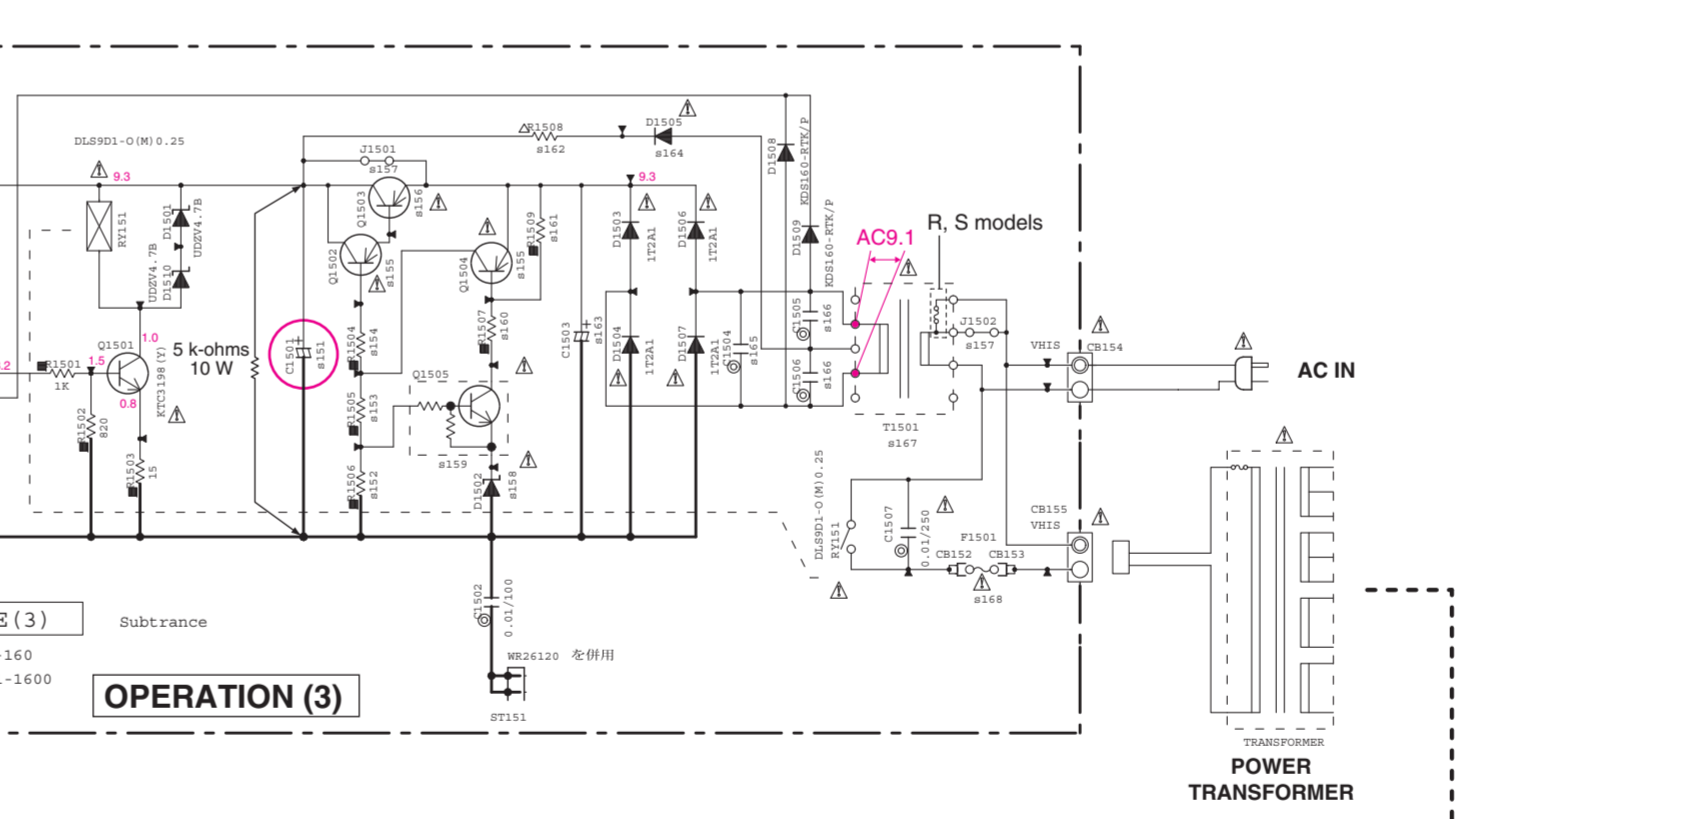 DLS9D1-O(M)0.25
9.3
RY151
D1501
UDZV4.7B
UDZV4.7B
D1510
1.0
Q1501
KTC3198(Y)
.2
R1501
1K
1.5
0.8
R1502
820
R1503
15
5 k-ohms
10 W
C1501
s151
J1501
s157
Q1503
s156
Q1502
s155
R1504
s154
R1505
s153
R1506
s152
R1508
s162
D1505
s164
Q1504
s155
R1509
s161
R1507
s160
Q1505
s159
D1502
s158
C1503
s163
9.3
D1503
1T2A1
D1506
1T2A1
D1504
1T2A1
D1507
1T2A1
C1504
s165
D1508
KDS160-RTK/P
D1509
KDS160-RTK/P
C1505
s166
C1506
s166
AC9.1
R, S models
T1501
s167
J1502
s157
VHIS
CB154
AC IN
DLS9D1-O(M)0.25
RY151
C1507
0.01/250
F1501
CB152
CB153
s168
CB155
VHIS
C1502
0.01/100
WR26120 を併用
ST151
E(3)
Subtrance
-160
-1600
OPERATION (3)
TRANSFORMER
POWER
TRANSFORMER